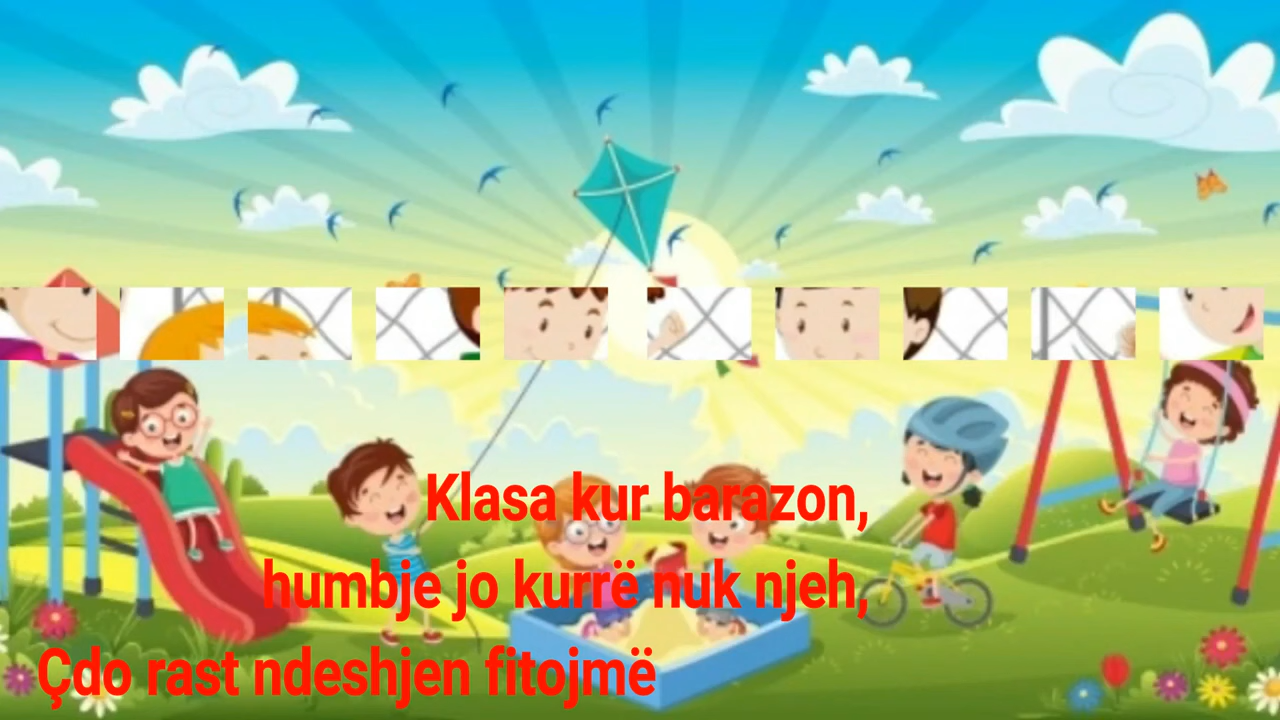 Klasa kur barazon,
humbje jo kurrë nuk njeh,
Çdo rast ndeshjen fitojmë